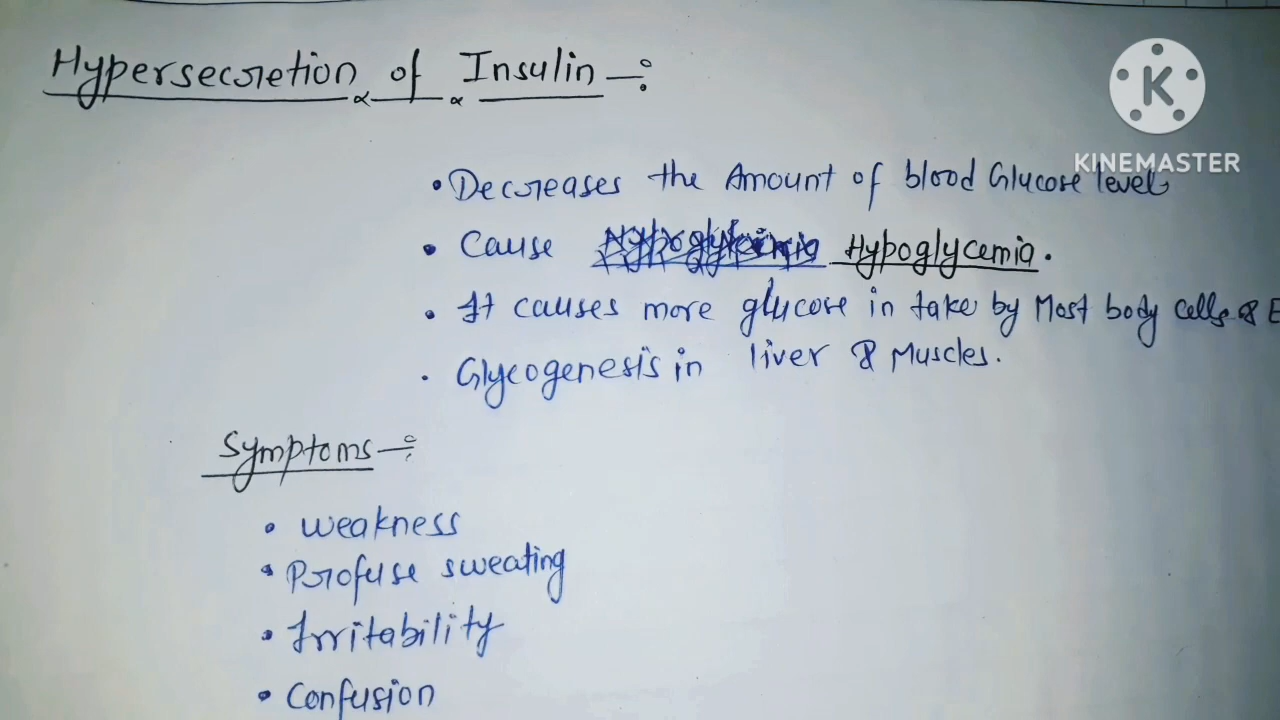 Hypersecretion of Insulin -:
K
KINEMASTER
• Decreases the Amount of blood Glucose level
• Cause Hypoglycemia.
• It causes more glucose in take by Most body cells & E
• Glycogenesis in liver & Muscles.
Symptoms -:
• Weakness
• Profuse sweating
• Irritability
• Confusion